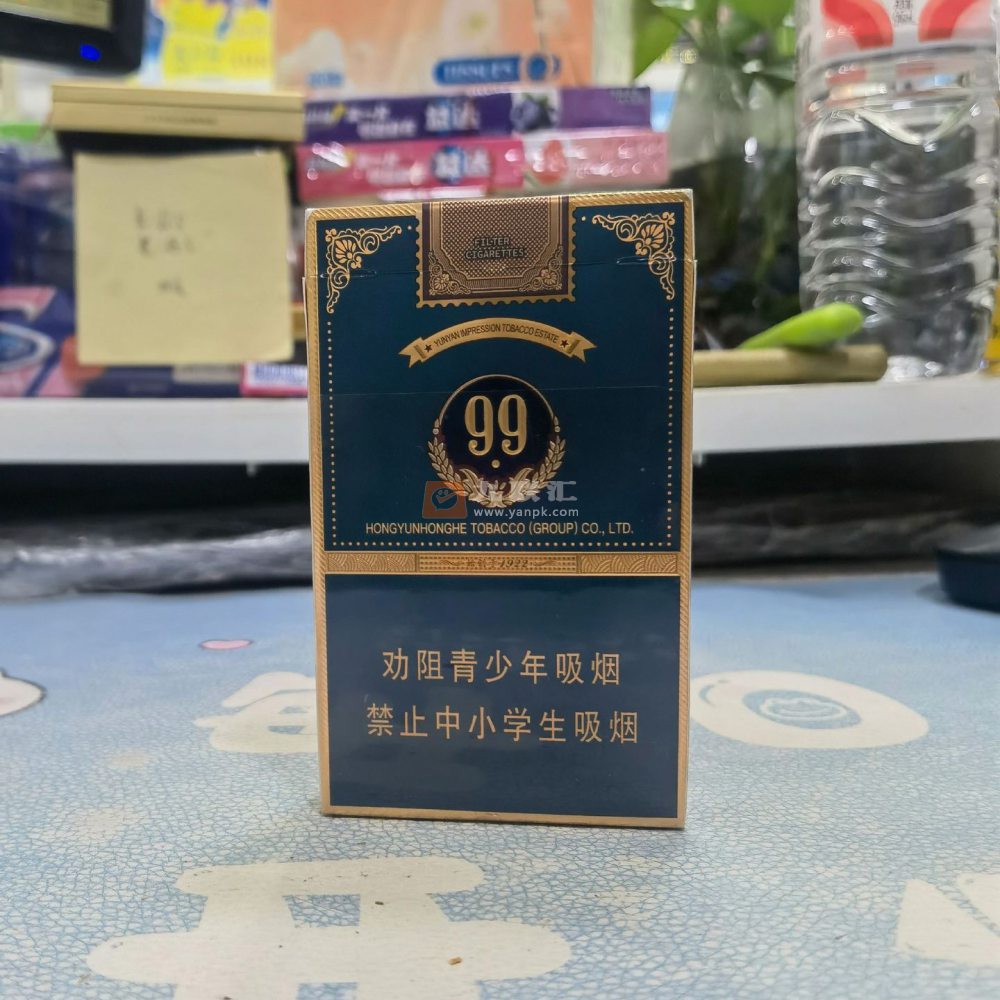 FILTER
CIGARETTES
YUNYAN IMPRESSION TOBACCO ESTATE
99
www.yanpk.com
HONGYUNHONGHE TOBACCO (GROUP) CO., LTD.
1922
劝阻青少年吸烟
禁止中小学生吸烟